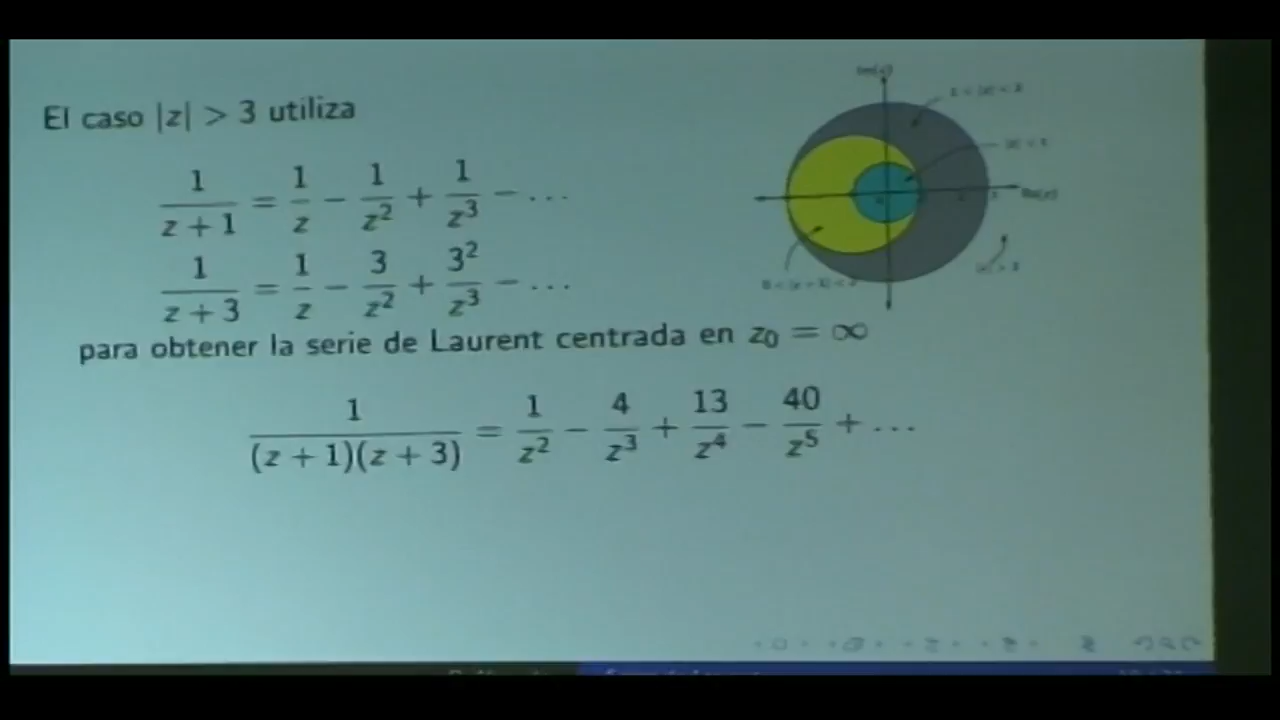 El caso |z| > 3 utiliza
1/(z + 1) = 1/z − 1/z² + 1/z³ − ...
1/(z + 3) = 1/z − 3/z² + 3²/z³ − ...
para obtener la serie de Laurent centrada en z₀ = ∞
1/((z + 1)(z + 3)) = 1/z² − 4/z³ + 13/z⁴ − 40/z⁵ + ...